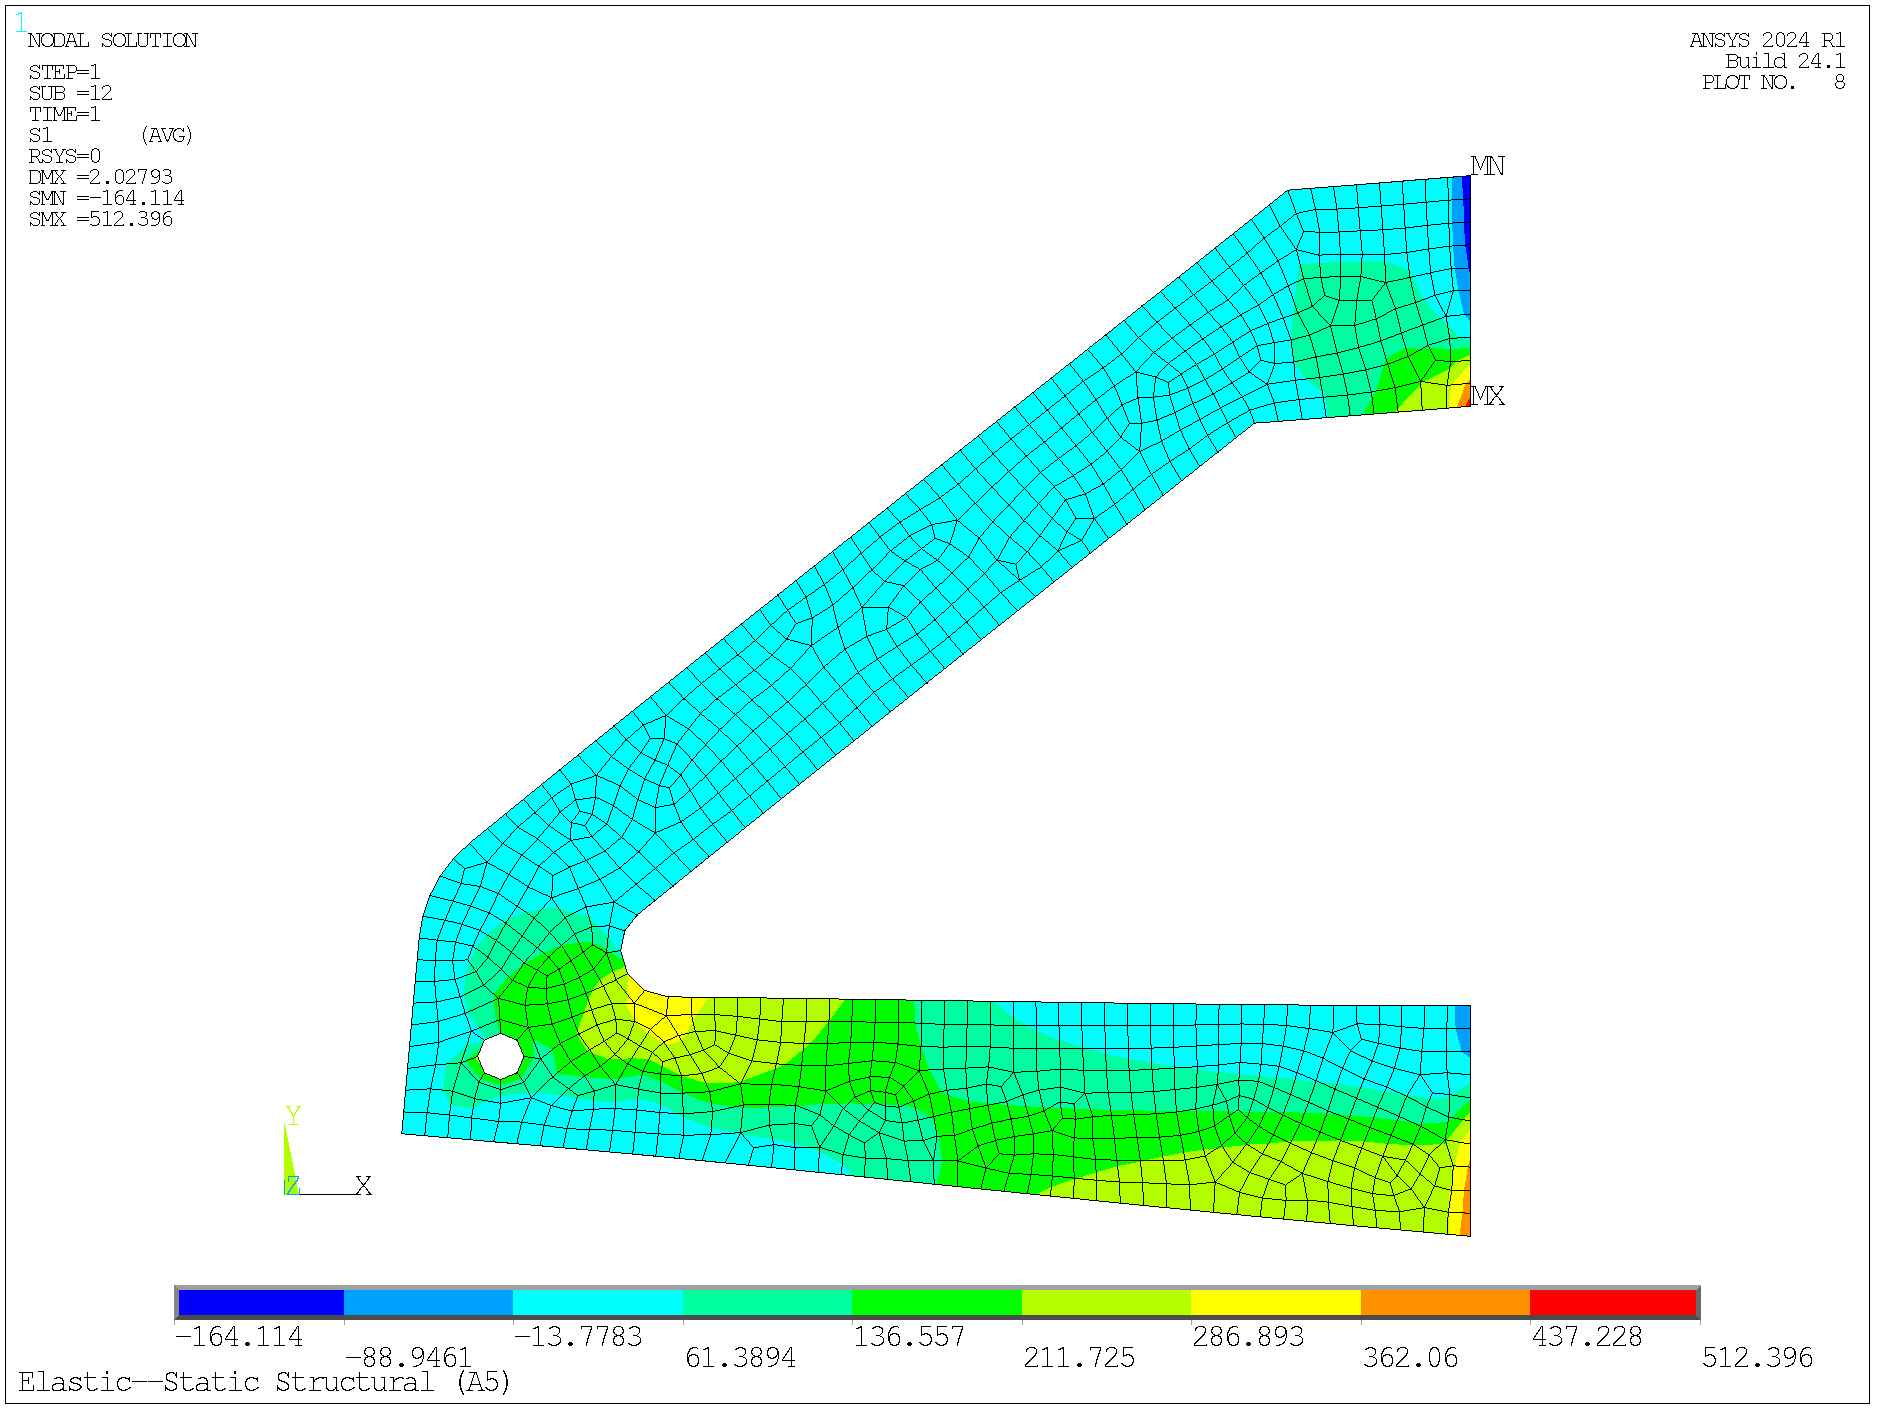 1
NODAL SOLUTION
STEP=1
SUB =12
TIME=1
S1 (AVG)
RSYS=0
DMX =2.02793
SMN =-164.114
SMX =512.396
ANSYS 2024 R1
Build 24.1
PLOT NO. 8
MN
MX
Y
Z X
-164.114 -13.7783 136.557 286.893 437.228
-88.9461 61.3894 211.725 362.06 512.396
Elastic--Static Structural (A5)